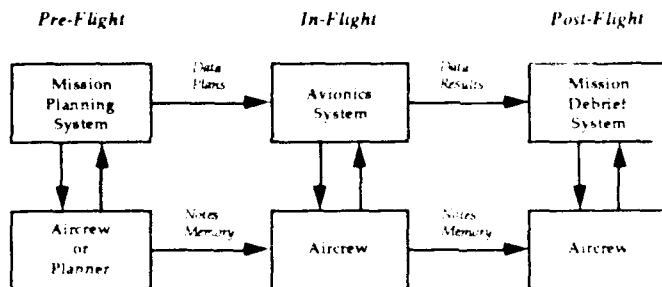 Pre-Flight
In-Flight
Post-Flight
Mission
Planning
System
Data
Plans
Avionics
System
Data
Results
Mission
Debrief
System
Aircrew
or
Planner
Notes
Memory
Aircrew
Notes
Memory
Aircrew